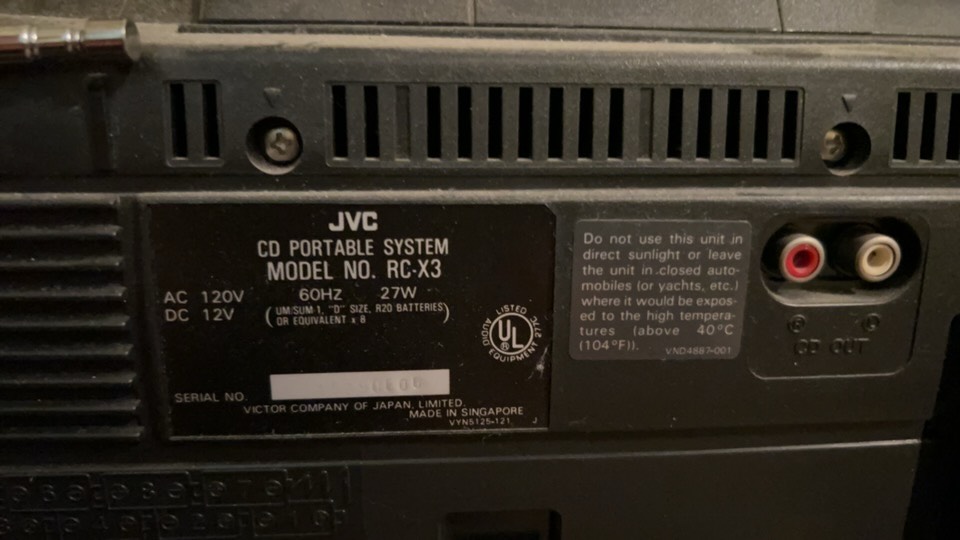 JVC
CD PORTABLE SYSTEM
MODEL NO. RC-X3
AC 120V 60HZ 27W
DC 12V (UM/SUM-1, "D" SIZE, R20 BATTERIES OR EQUIVALENT x 8)
LISTED 277C
UL
AUDIO EQUIPMENT
SERIAL NO.
VICTOR COMPANY OF JAPAN, LIMITED.
MADE IN SINGAPORE
VYN5125-121 J
Do not use this unit in
direct sunlight or leave
the unit in closed auto-
mobiles (or yachts, etc.)
where it would be expos-
ed to the high tempera-
tures (above 40°C
(104°F)). VND4887-001
CD OUT